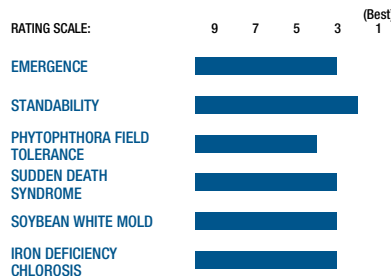 (Best)
RATING SCALE: 9 7 5 3 1
EMERGENCE
STANDABILITY
PHYTOPHTHORA FIELD
TOLERANCE
SUDDEN DEATH
SYNDROME
SOYBEAN WHITE MOLD
IRON DEFICIENCY
CHLOROSIS